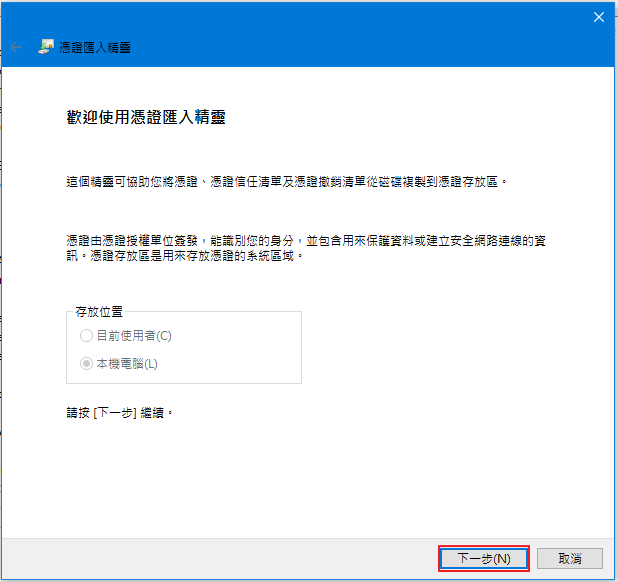 憑證匯入精靈
歡迎使用憑證匯入精靈
這個精靈可協助您將憑證、憑證信任清單及憑證撤銷清單從磁碟複製到憑證存放區。
憑證由憑證授權單位簽發，能識別您的身分，並包含用來保護資料或建立安全網路連線的資
訊。憑證存放區是用來存放憑證的系統區域。
存放位置
目前使用者(C)
本機電腦(L)
請按 [下一步] 繼續。
下一步(N)
取消